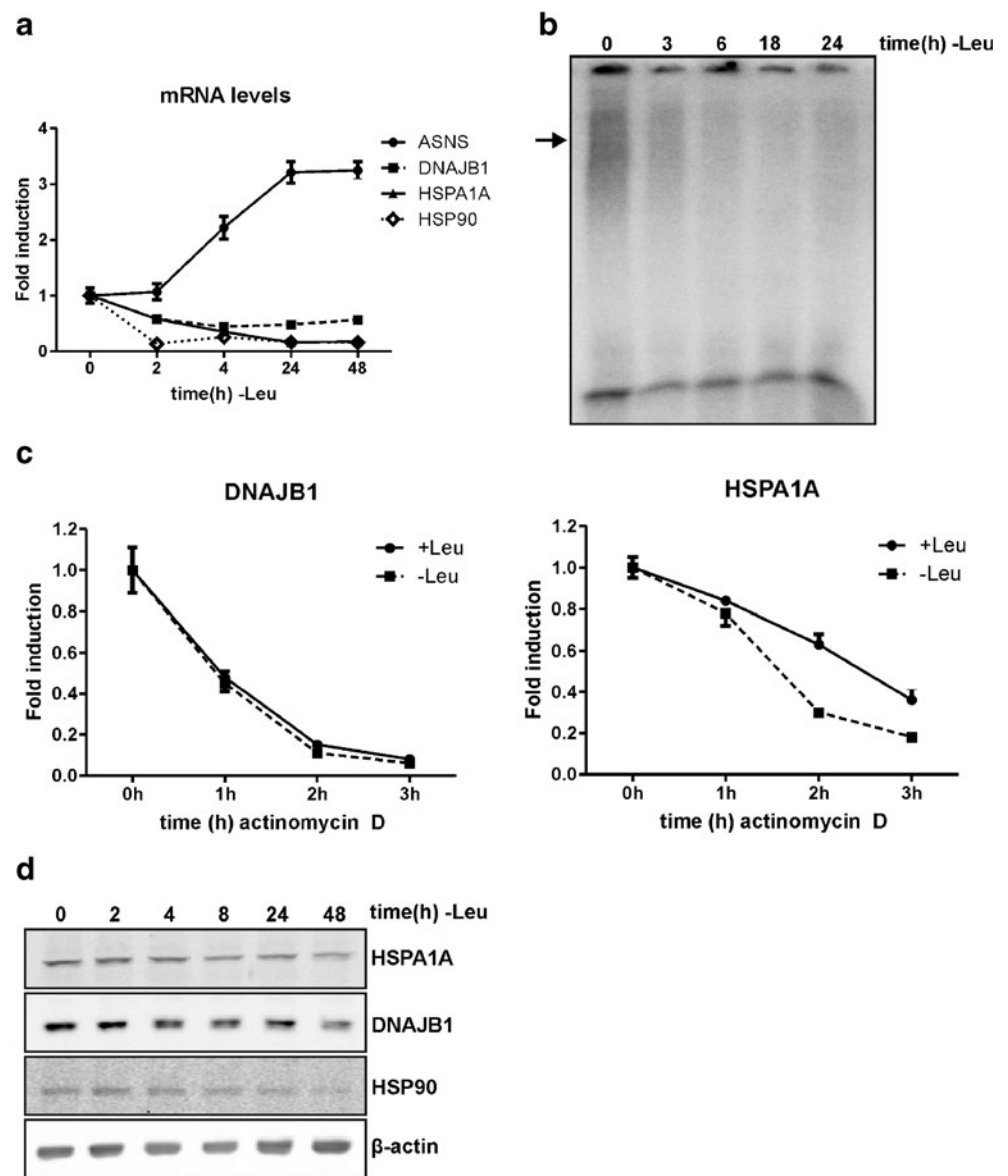 a
mRNA levels
Fold induction
4
3
2
1
0
0 2 4 24 48
time(h) -Leu
ASNS
DNAJB1
HSPA1A
HSP90
b
0 3 6 18 24 time(h) -Leu
c
DNAJB1
Fold induction
1.2
1.0
0.8
0.6
0.4
0.2
0.0
0h 1h 2h 3h
time (h) actinomycin D
+Leu
-Leu
HSPA1A
Fold induction
1.2
1.0
0.8
0.6
0.4
0.2
0.0
0h 1h 2h 3h
time (h) actinomycin D
+Leu
-Leu
d
0 2 4 8 24 48 time(h) -Leu
HSPA1A
DNAJB1
HSP90
β-actin